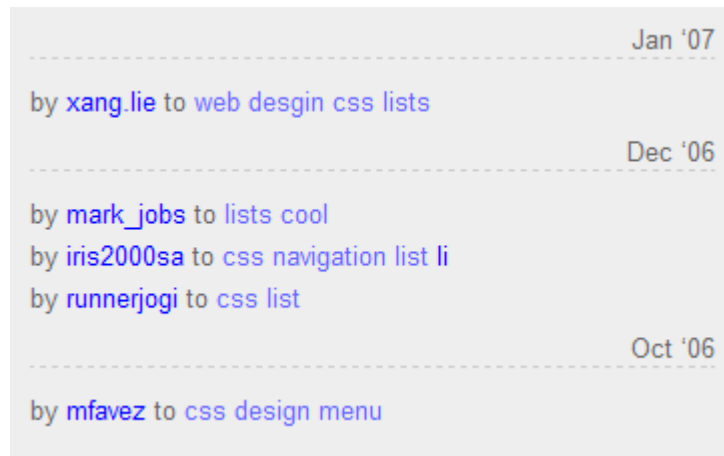 Jan ‘07
by xang.lie to web desgin css lists
Dec ‘06
by mark_jobs to lists cool
by iris2000sa to css navigation list li
by runnerjogi to css list
Oct ‘06
by mfavez to css design menu